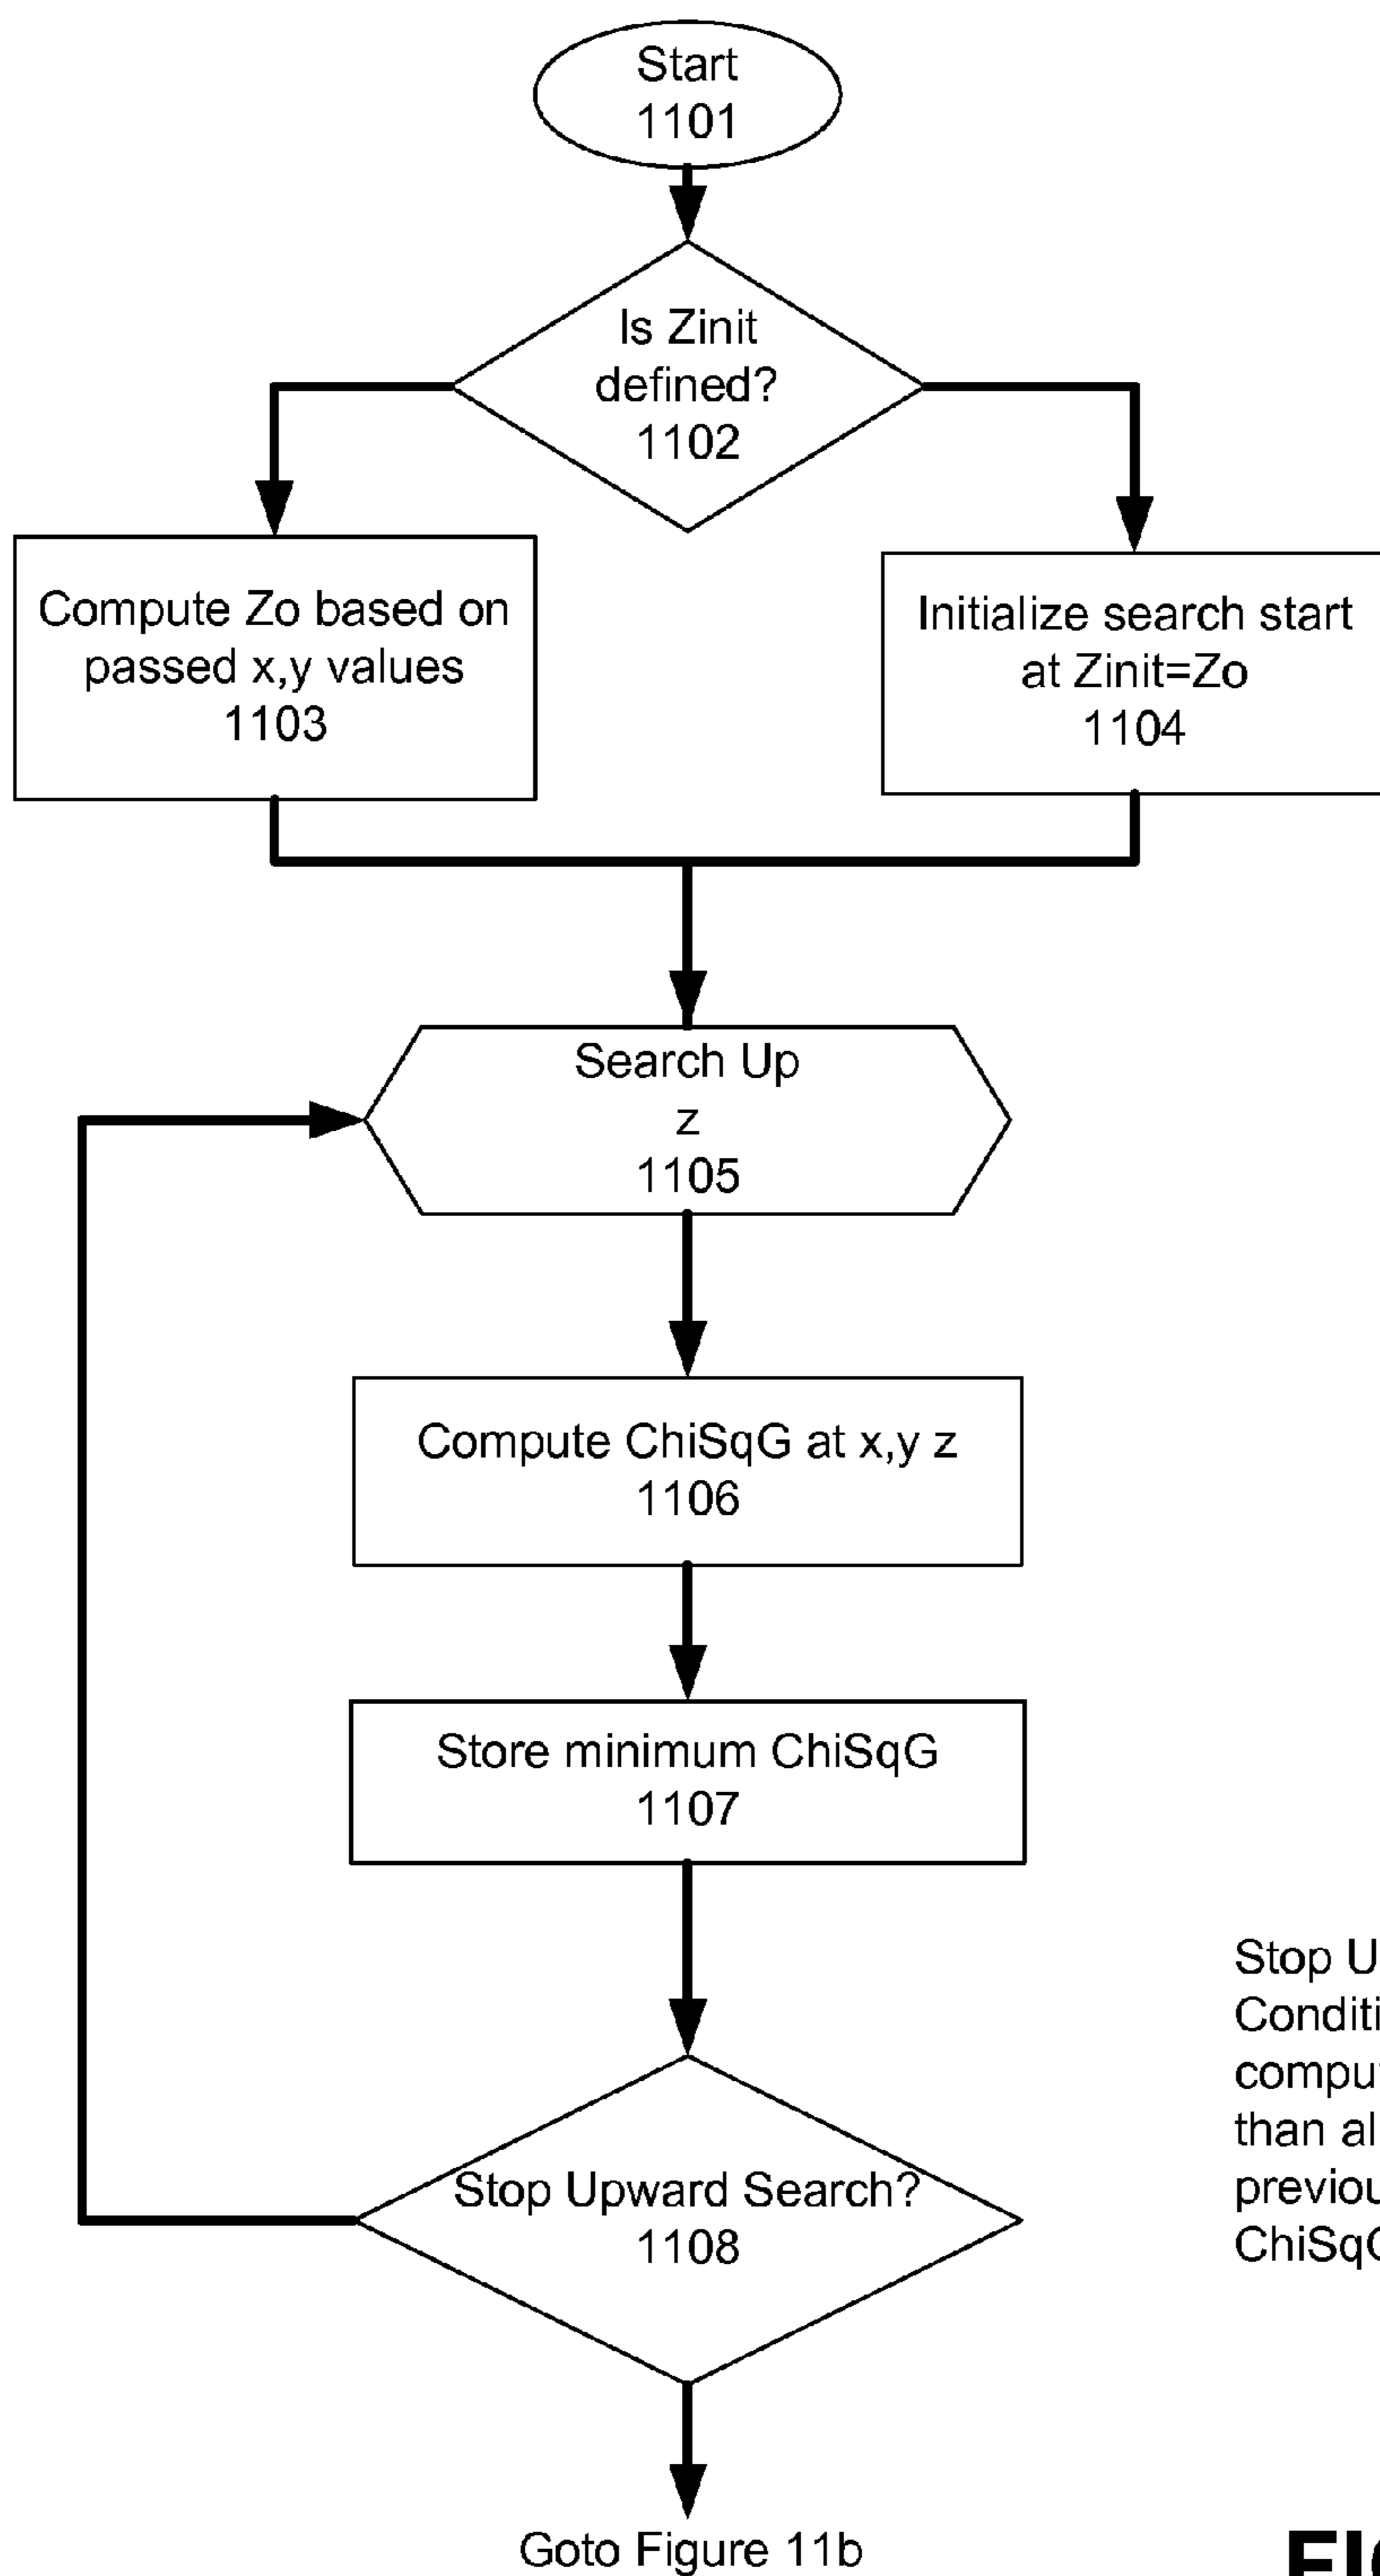 Start
1101
Is Zinit
defined?
1102
Compute Zo based on
passed x,y values
1103
Initialize search start
at Zinit=Zo
1104
Search Up
z
1105
Compute ChiSqG at x,y z
1106
Store minimum ChiSqG
1107
Stop
than
Stop Upward Search?
1108
Goto Figure 11b